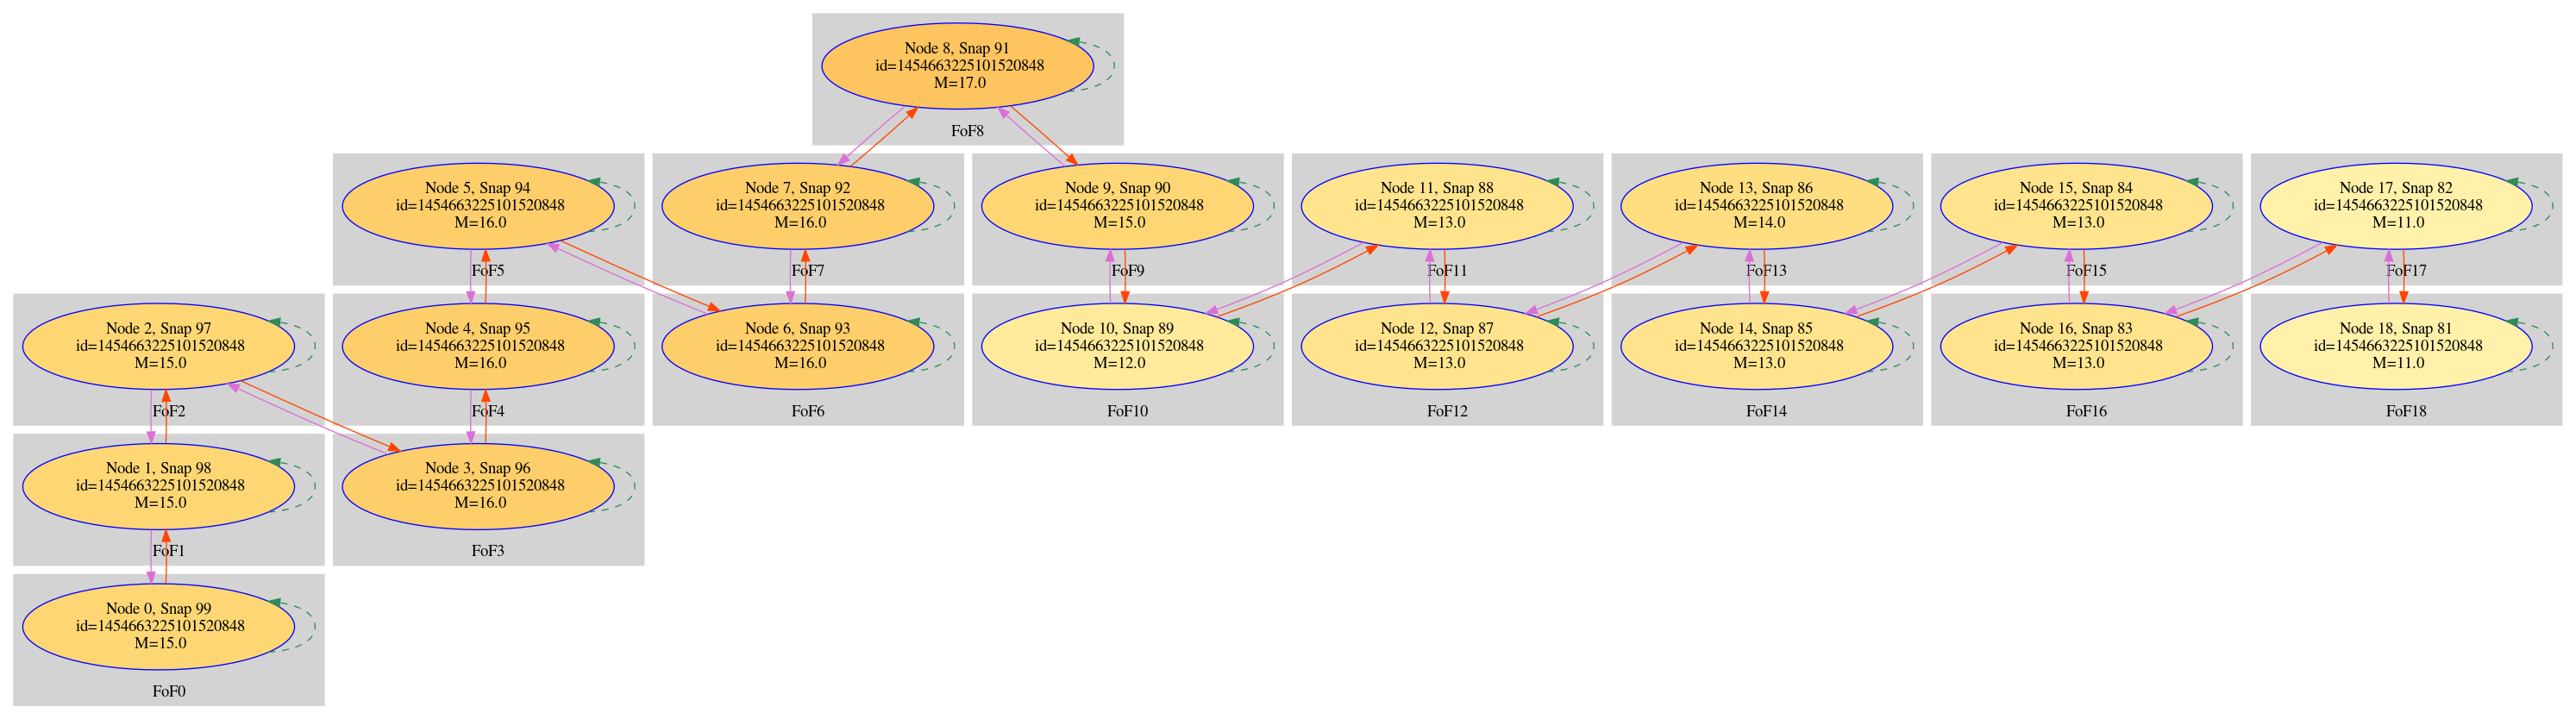 Node 8, Snap 91
id=1454663225101520848
M=17.0
FoF8
Node 5, Snap 94
id=1454663225101520848
M=16.0
FoF5
Node 7, Snap 92
id=1454663225101520848
M=16.0
FoF7
Node 9, Snap 90
id=1454663225101520848
M=15.0
FoF9
Node 11, Snap 88
id=1454663225101520848
M=13.0
FoF11
Node 13, Snap 86
id=1454663225101520848
M=14.0
FoF13
Node 15, Snap 84
id=1454663225101520848
M=13.0
FoF15
Node 17, Snap 82
id=1454663225101520848
M=11.0
FoF17
Node 2, Snap 97
id=1454663225101520848
M=15.0
FoF2
Node 4, Snap 95
id=1454663225101520848
M=16.0
FoF4
Node 6, Snap 93
id=1454663225101520848
M=16.0
FoF6
Node 10, Snap 89
id=1454663225101520848
M=12.0
FoF10
Node 12, Snap 87
id=1454663225101520848
M=13.0
FoF12
Node 14, Snap 85
id=1454663225101520848
M=13.0
FoF14
Node 16, Snap 83
id=1454663225101520848
M=13.0
FoF16
Node 18, Snap 81
id=1454663225101520848
M=11.0
FoF18
Node 1, Snap 98
id=1454663225101520848
M=15.0
FoF1
Node 3, Snap 96
id=1454663225101520848
M=16.0
FoF3
Node 0, Snap 99
id=1454663225101520848
M=15.0
FoF0